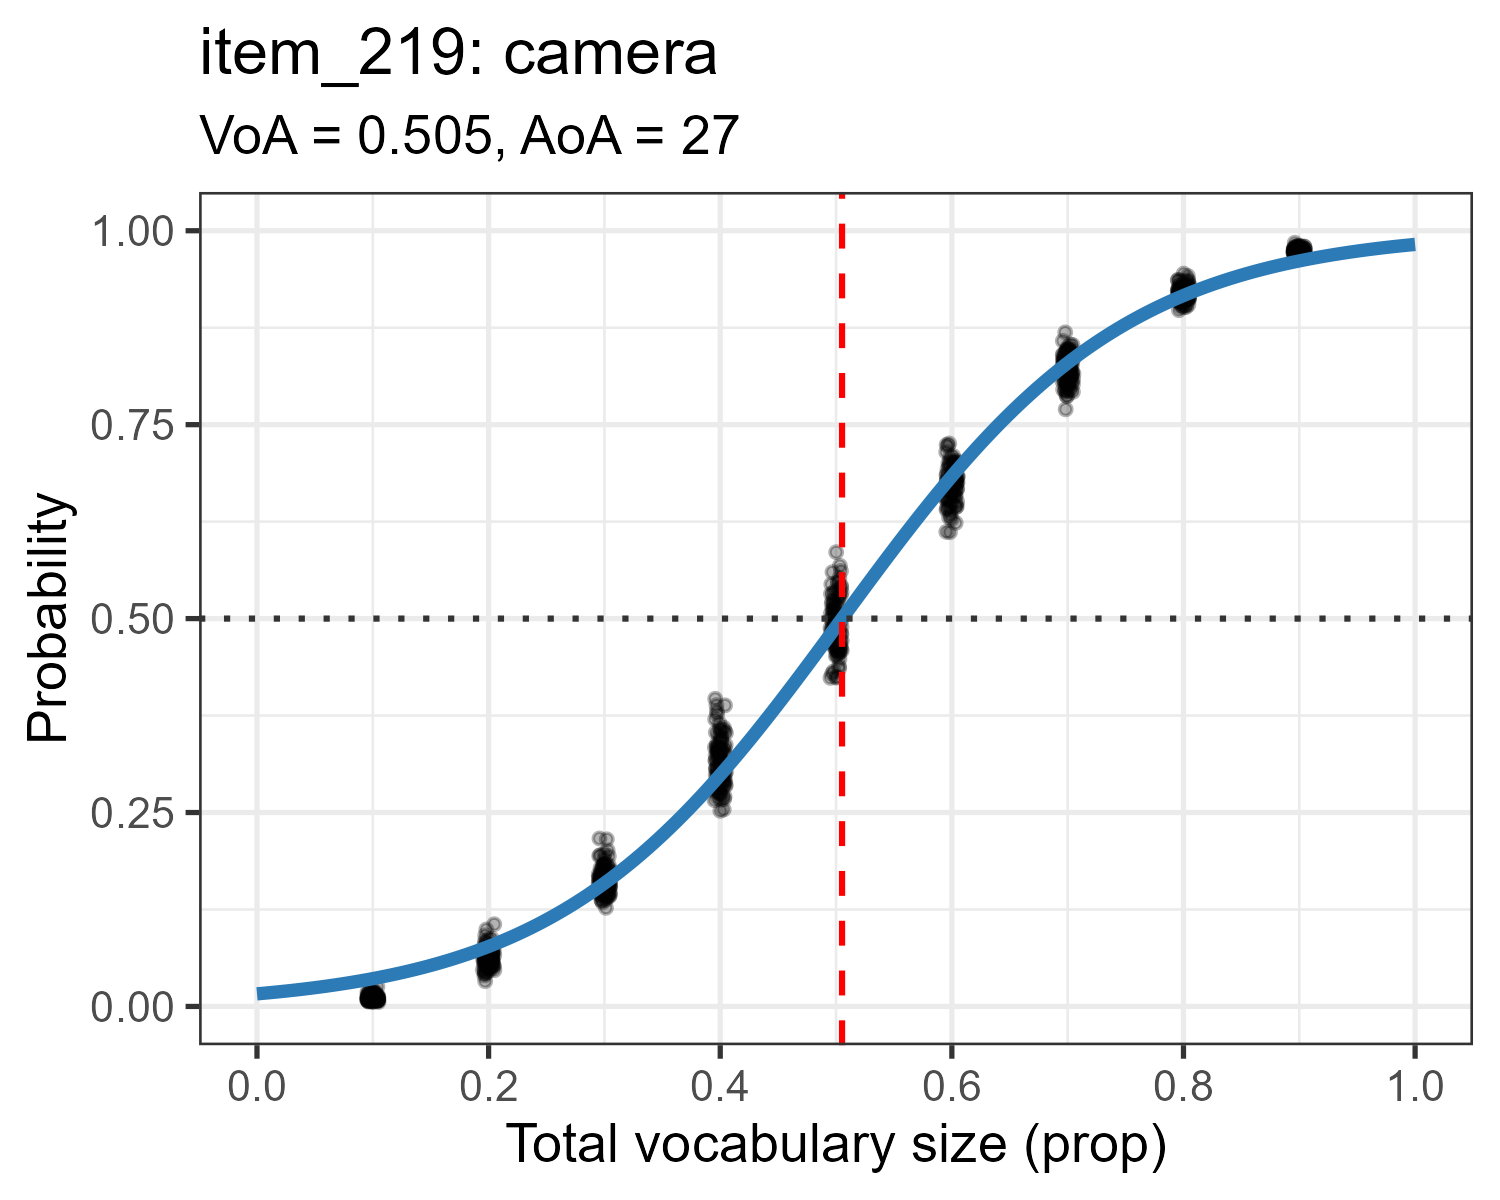 item_219: camera
VoA = 0.505, AoA = 27
1.00
0.75
0.50
0.25
0.00
Probability
0.0 0.2 0.4 0.6 0.8 1.0
Total vocabulary size (prop)